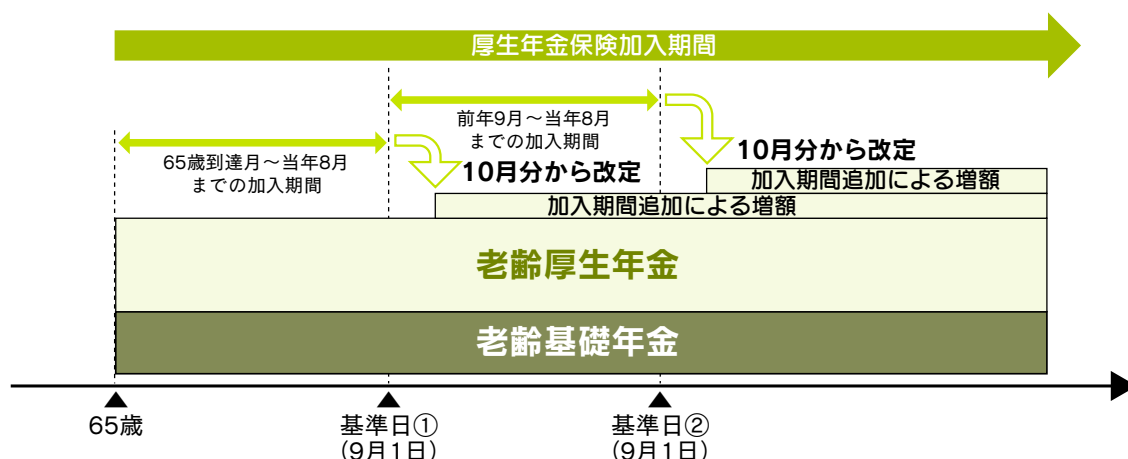 厚生年金保険加入期間
前年9月～当年8月
までの加入期間
65歳到達月～当年8月
までの加入期間
10月分から改定
10月分から改定
加入期間追加による増額
加入期間追加による増額
老齢厚生年金
老齢基礎年金
65歳
基準日①
(9月1日)
基準日②
(9月1日)